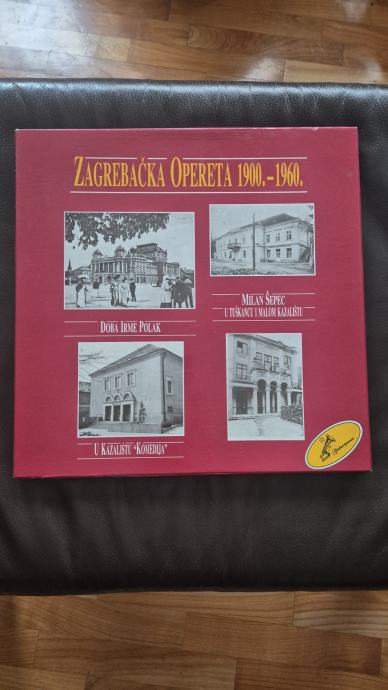 ZAGREBAČKA OPERETA 1900.–1960.
DOBA IRME POLAK
MILAN ŠEPEC
U TUŠKANCU I MALOM KAZALIŠTU
U KAZALIŠTU "KOMEDIJA"